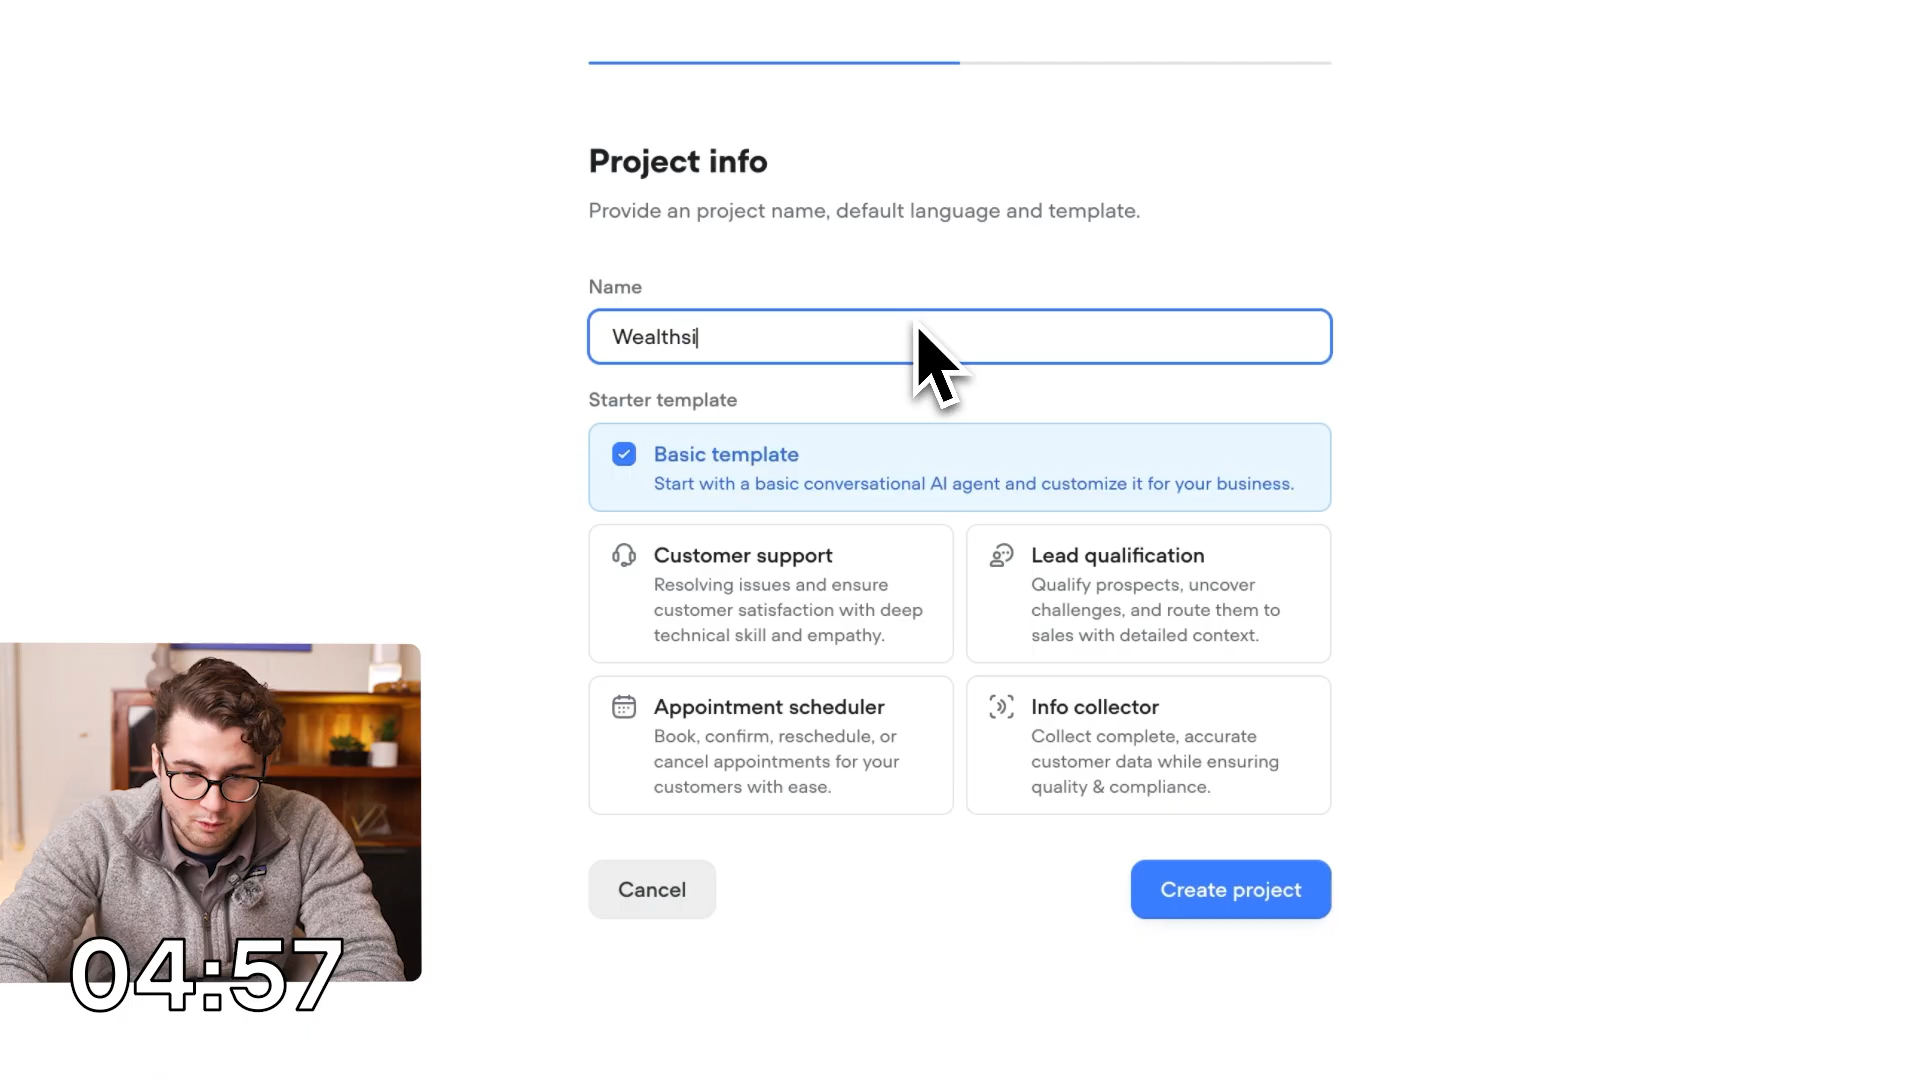 Project info
Provide an project name, default language and template.
Name
Wealthsi
Starter template
Basic template
Start with a basic conversational AI agent and customize it for your business.
Customer support
Resolving issues and ensure
customer satisfaction with deep
technical skill and empathy.
Lead qualification
Qualify prospects, uncover
challenges, and route them to
sales with detailed context.
Appointment scheduler
Book, confirm, reschedule, or
cancel appointments for your
customers with ease.
Info collector
Collect complete, accurate
customer data while ensuring
quality & compliance.
Cancel
Create project
04:57